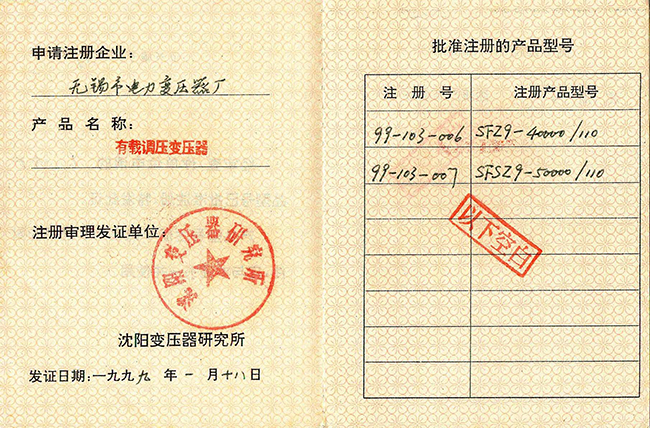 申请注册企业：
无锡市电力变压器厂
产品名称：
有载调压变压器
注册审理发证单位：
沈阳变压器研究所
沈阳变压器研究所
发证日期：一九九九 年 一 月 十八 日
批准注册的产品型号
注册号 注册产品型号
99-103-006 SFZ9-40000/110
99-103-007 SFSZ9-50000/110
以下空白